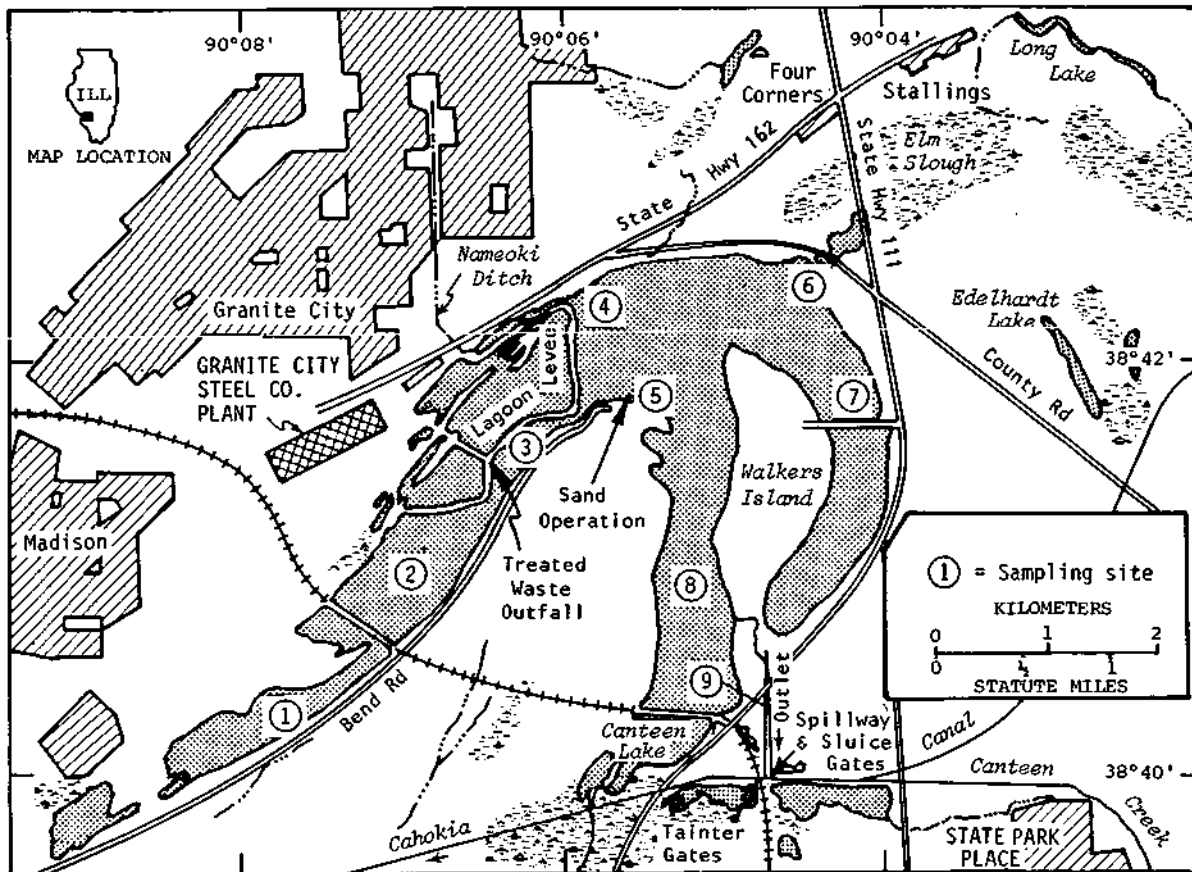 90°08'
90°06'
90°04'
ILL
MAP LOCATION
Four
Corners
Stallings
Long
Lake
State Hwy 162
State Hwy 111
Elm
Slough
Nameoki
Ditch
Granite City
GRANITE CITY
STEEL CO.
PLANT
Levee
Lagoon
4
6
Edelhardt
Lake
38°42'
County Rd
5
7
3
Walkers
Island
Sand
Operation
Madison
2
Treated
Waste
Outfall
8
1 = Sampling site
KILOMETERS
0 1 2
0 ½ 1
STATUTE MILES
1
Bend Rd
9
Outlet
Canteen
Lake
Spillway
& Sluice
Gates
Canal
Canteen
Creek
38°40'
Cahokia
Tainter
Gates
STATE PARK
PLACE